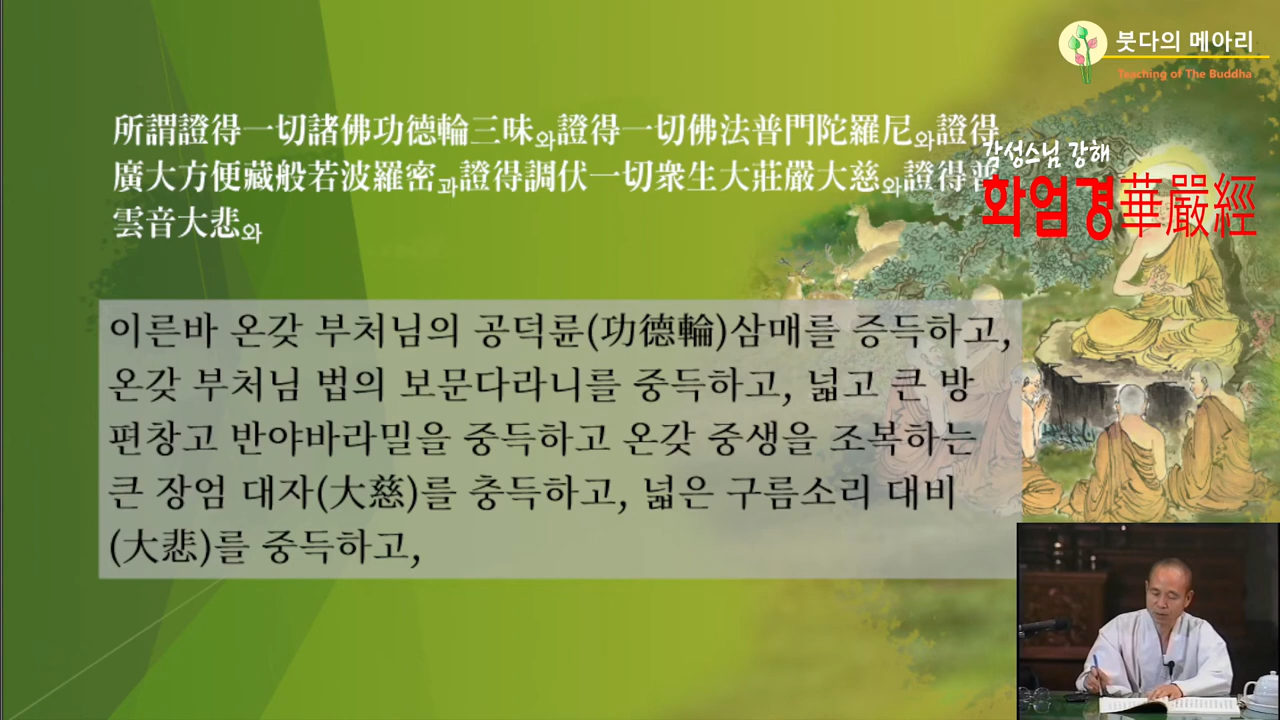 붓다의 메아리
Teaching of The Buddha
所謂證得一切諸佛功德輪三昧와證得一切佛法普門陀羅尼와證得
廣大方便藏般若波羅密과證得調伏一切衆生大莊嚴大慈와證得普
雲音大悲와
각성스님 강해
화엄경華嚴經
이른바 온갖 부처님의 공덕륜(功德輪)삼매를 증득하고,
온갖 부처님 법의 보문다라니를 중득하고, 넓고 큰 방
편창고 반야바라밀을 중득하고 온갖 중생을 조복하는
큰 장엄 대자(大慈)를 충득하고, 넓은 구름소리 대비
(大悲)를 중득하고,